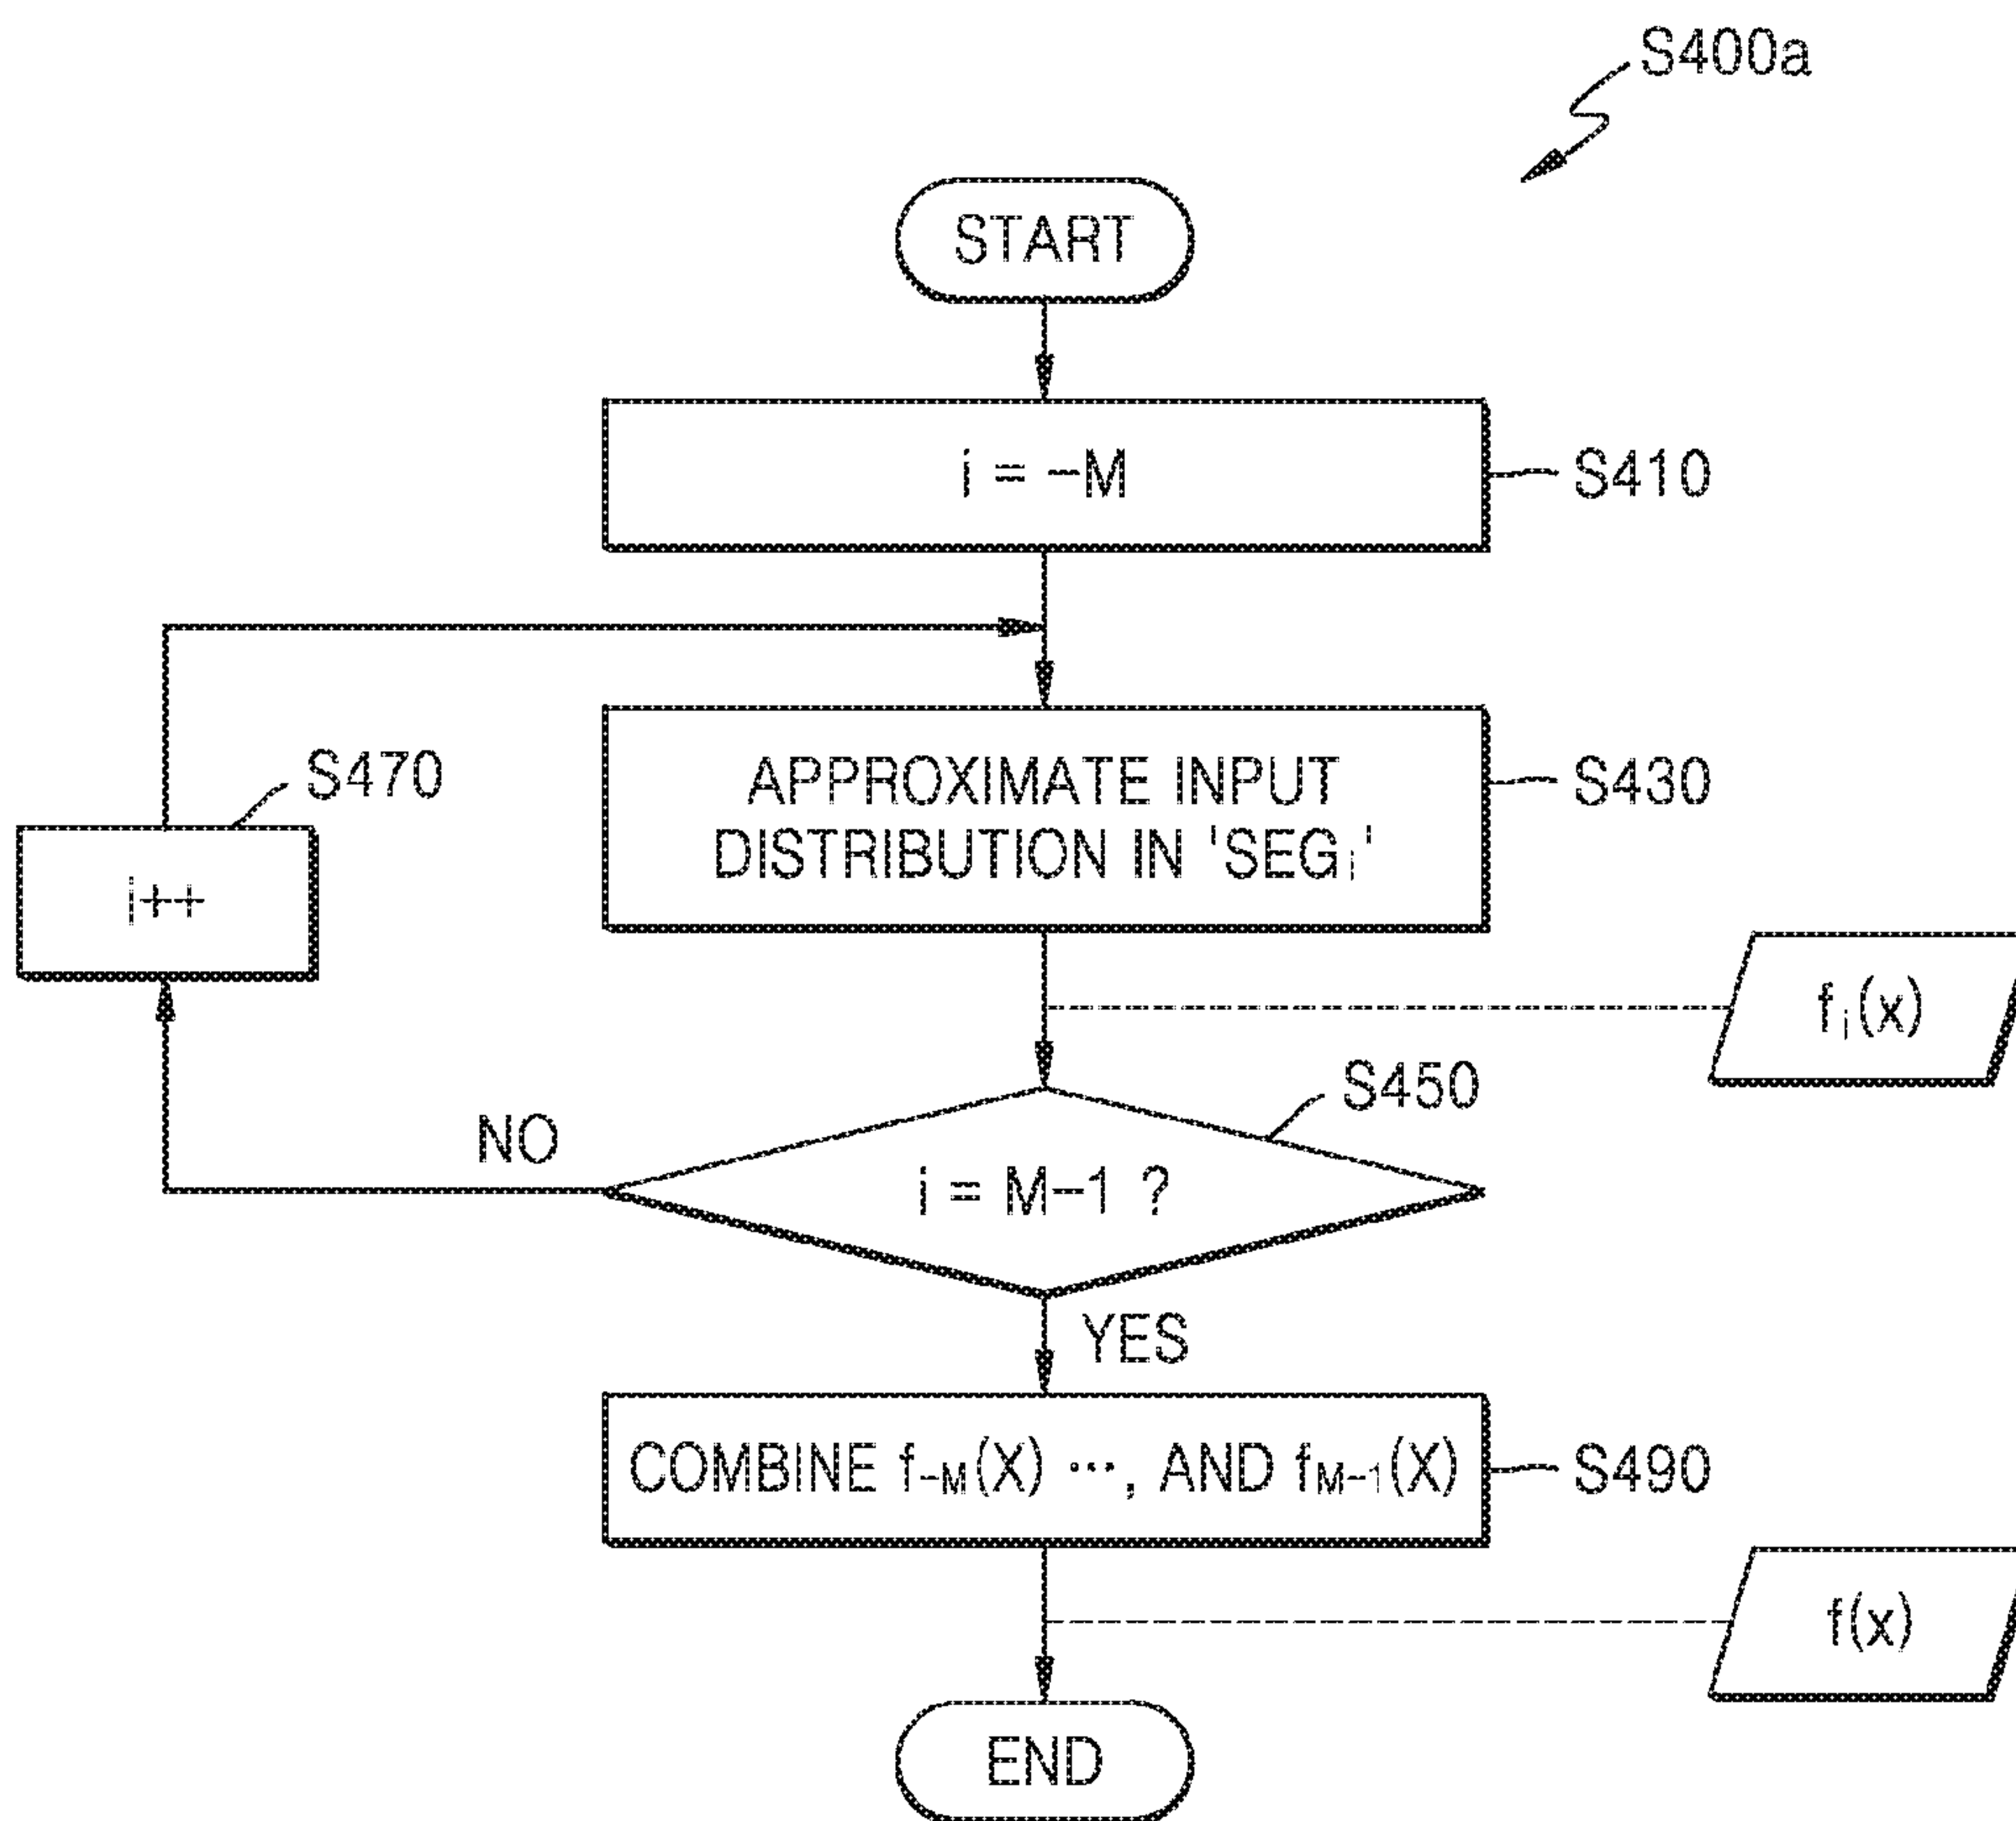 S400a
START
i = -M
S410
S470
i++
APPROXIMATE INPUT
DISTRIBUTION IN 'SEGi'
S430
fi(x)
S450
NO
i = M-1 ?
YES
COMBINE f-M(X) ···, AND fM-1(X)
S490
f(x)
END